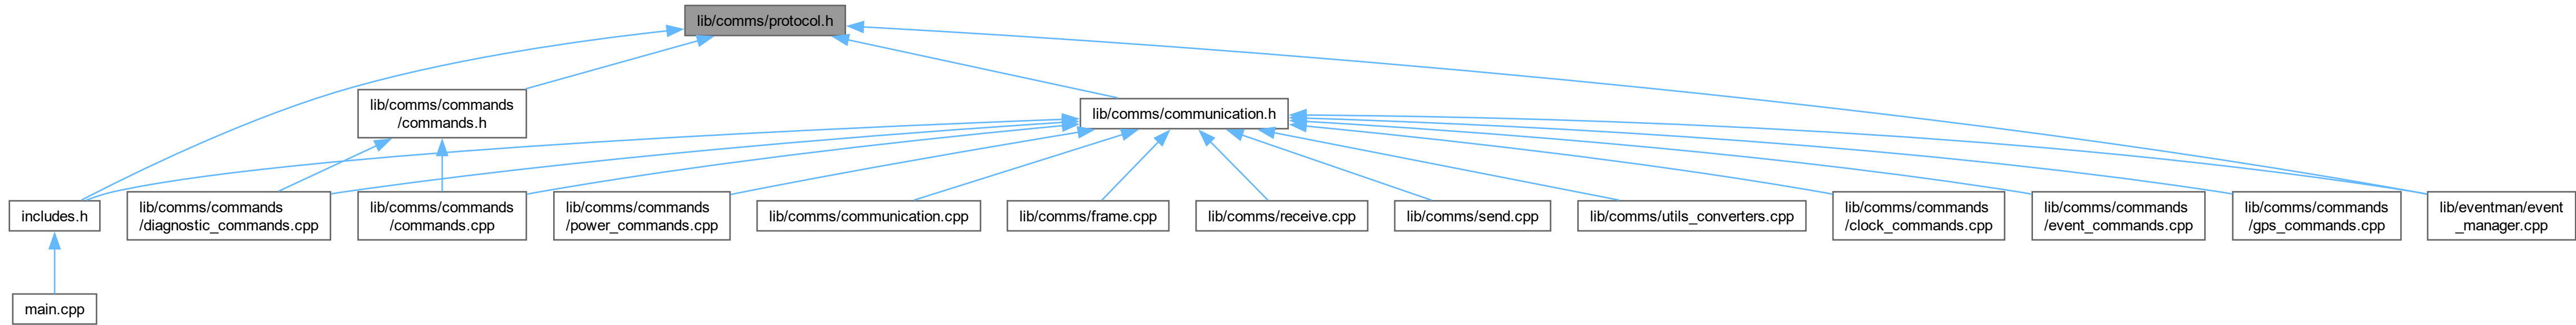 lib/comms/protocol.h
lib/comms/commands
/commands.h
lib/comms/communication.h
includes.h
lib/comms/commands
/diagnostic_commands.cpp
lib/comms/commands
/commands.cpp
lib/comms/commands
/power_commands.cpp
lib/comms/communication.cpp
lib/comms/frame.cpp
lib/comms/receive.cpp
lib/comms/send.cpp
lib/comms/utils_converters.cpp
lib/comms/commands
/clock_commands.cpp
lib/comms/commands
/event_commands.cpp
lib/comms/commands
/gps_commands.cpp
lib/eventman/event
_manager.cpp
main.cpp